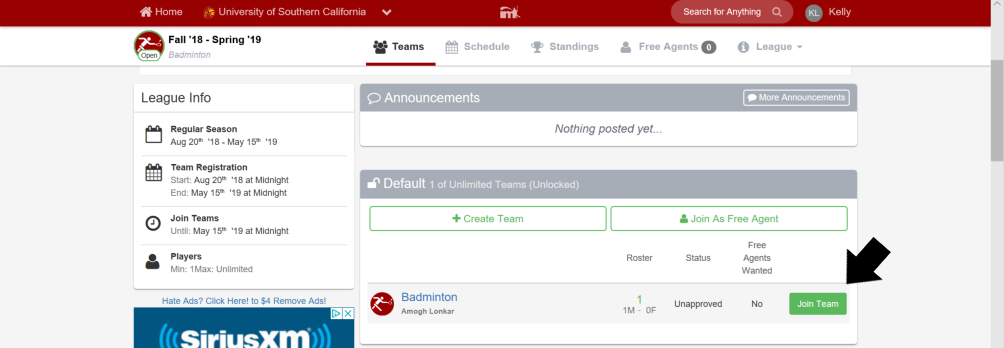 Home
University of Southern California
im
Search for Anything
KL
Kelly
Open
Fall '18 - Spring '19
Badminton
Teams
Schedule
Standings
Free Agents 0
League
League Info
Regular Season
Aug 20th '18 - May 15th '19
Team Registration
Start: Aug 20th '18 at Midnight
End: May 15th '19 at Midnight
Join Teams
Until: May 15th '19 at Midnight
Players
Min: 1Max: Unlimited
Hate Ads? Click Here! to $4 Remove Ads!
((SiriusXM))
Announcements
More Announcements
Nothing posted yet...
Default 1 of Unlimited Teams (Unlocked)
Create Team
Join As Free Agent
Roster
Status
Free
Agents
Wanted
Badminton
Amogh Lonkar
1
1M - 0F
Unapproved
No
Join Team